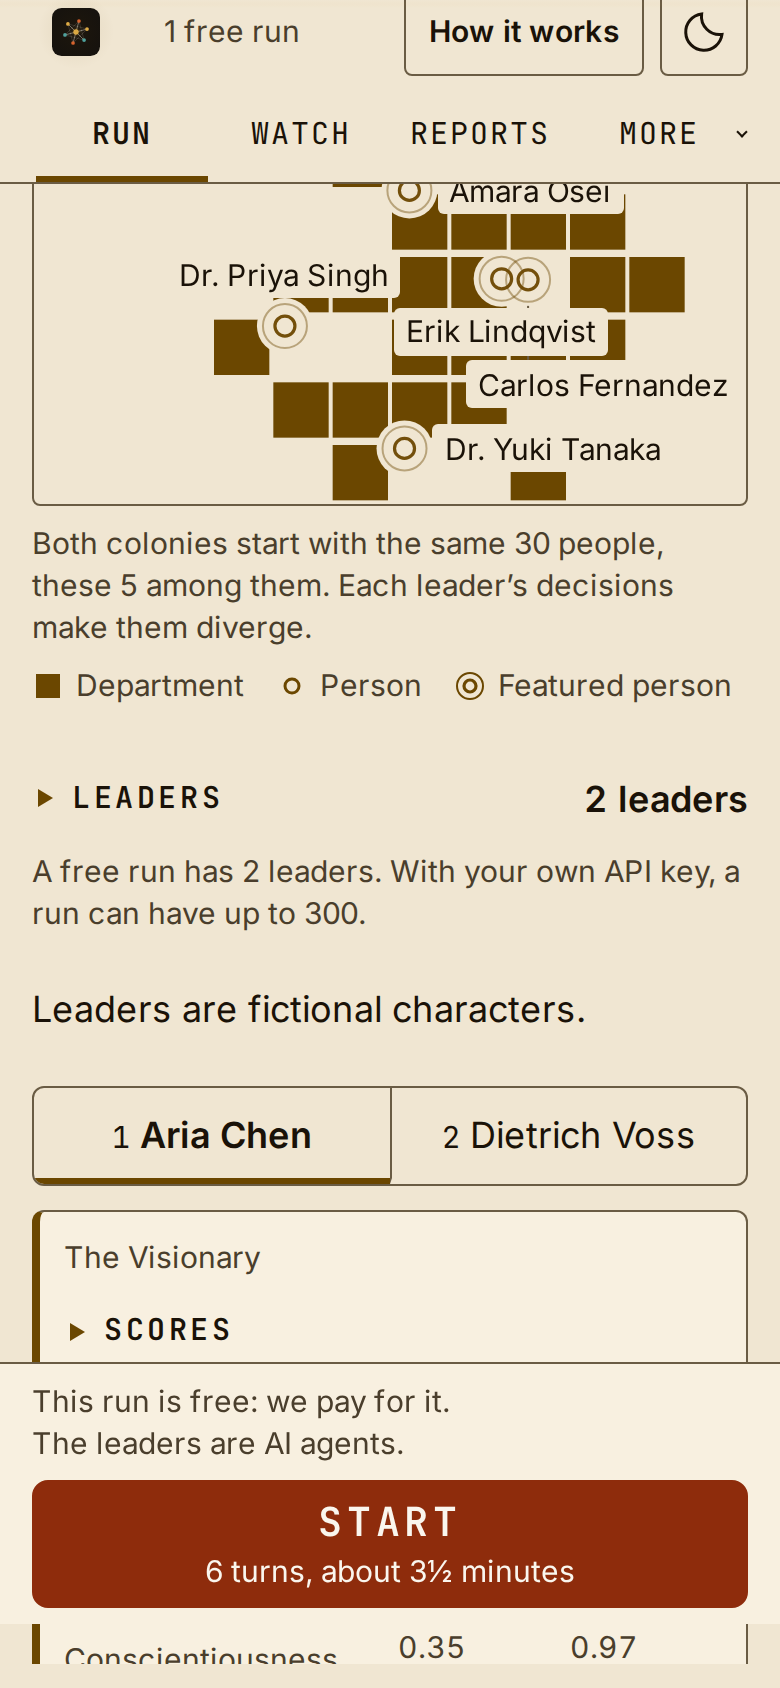 1 free run
How it works
RUN WATCH REPORTS MORE
Amara Osei
Dr. Priya Singh
Erik Lindqvist
Carlos Fernandez
Dr. Yuki Tanaka
Both colonies start with the same 30 people,
these 5 among them. Each leader’s decisions
make them diverge.
Department Person Featured person
LEADERS 2 leaders
A free run has 2 leaders. With your own API key, a
run can have up to 300.
Leaders are fictional characters.
1 Aria Chen 2 Dietrich Voss
The Visionary
SCORES
This run is free: we pay for it.
The leaders are AI agents.
START
6 turns, about 3½ minutes
Conscientiousness 0.35 0.97